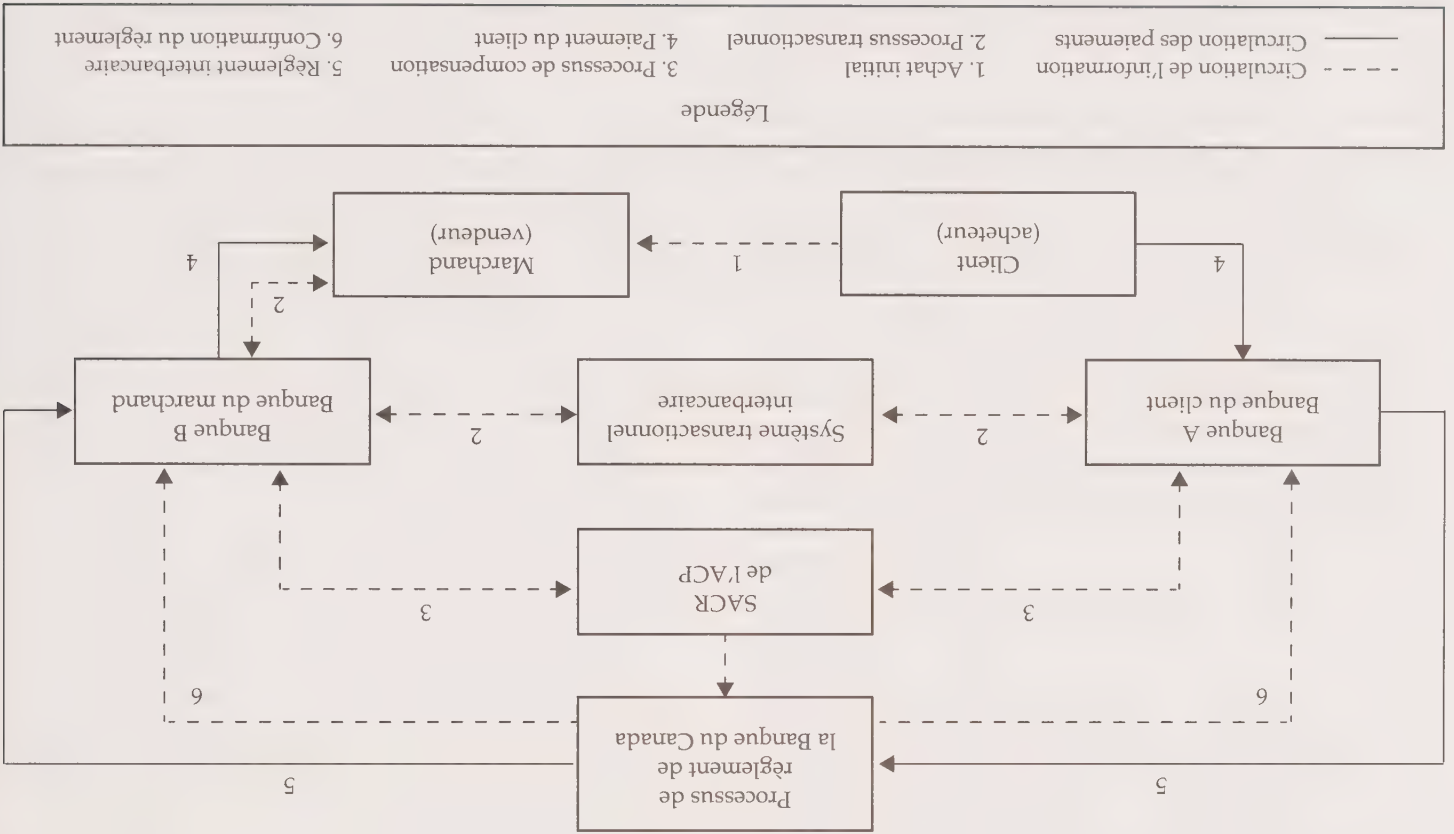 Processus de
règlement de
la Banque du Canada
5
5
6
6
SACR
de l'ACP
3
3
Banque A
Banque du client
2
Système transactionnel
interbancaire
2
Banque B
Banque du marchand
4
Client
(acheteur)
1
Marchand
(vendeur)
2
4
Légende
Circulation de l'information
Circulation des paiements
1. Achat initial
2. Processus transactionnel
3. Processus de compensation
4. Paiement du client
5. Règlement interbancaire
6. Confirmation du règlement